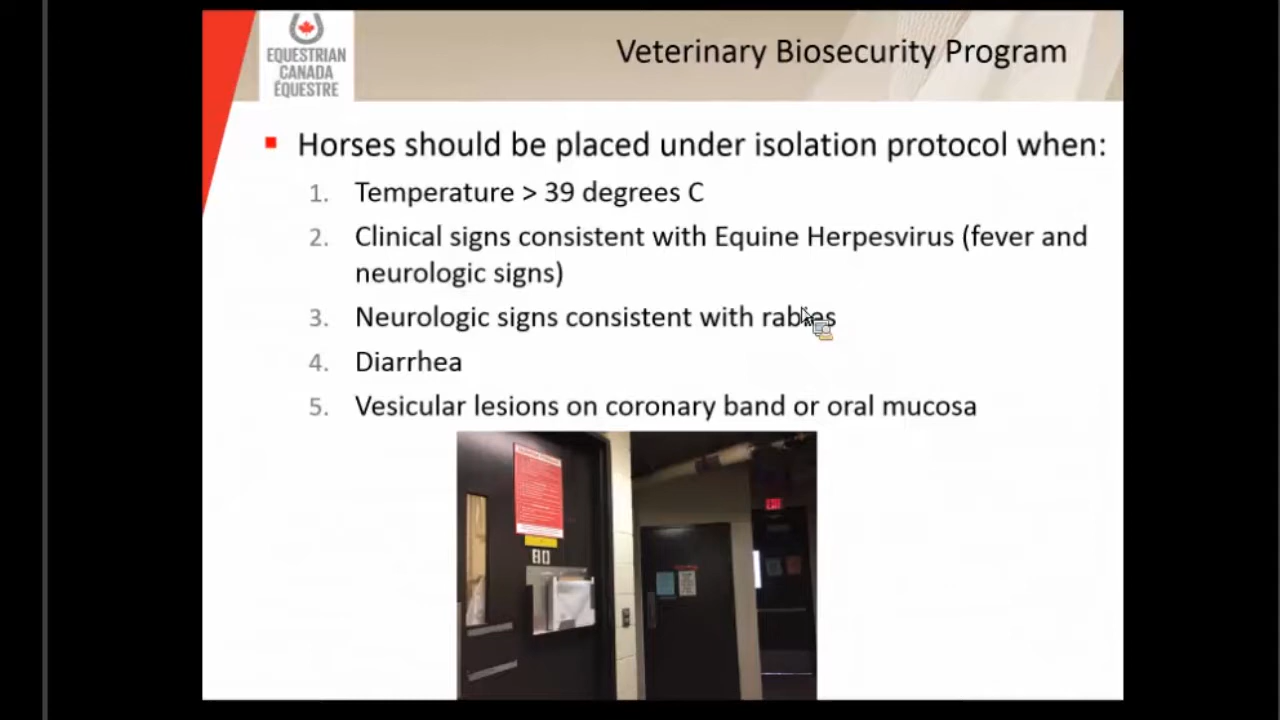 EQUESTRIAN
CANADA
ÉQUESTRE
Veterinary Biosecurity Program
Horses should be placed under isolation protocol when:
1. Temperature > 39 degrees C
2. Clinical signs consistent with Equine Herpesvirus (fever and
neurologic signs)
3. Neurologic signs consistent with rabies
4. Diarrhea
5. Vesicular lesions on coronary band or oral mucosa
80